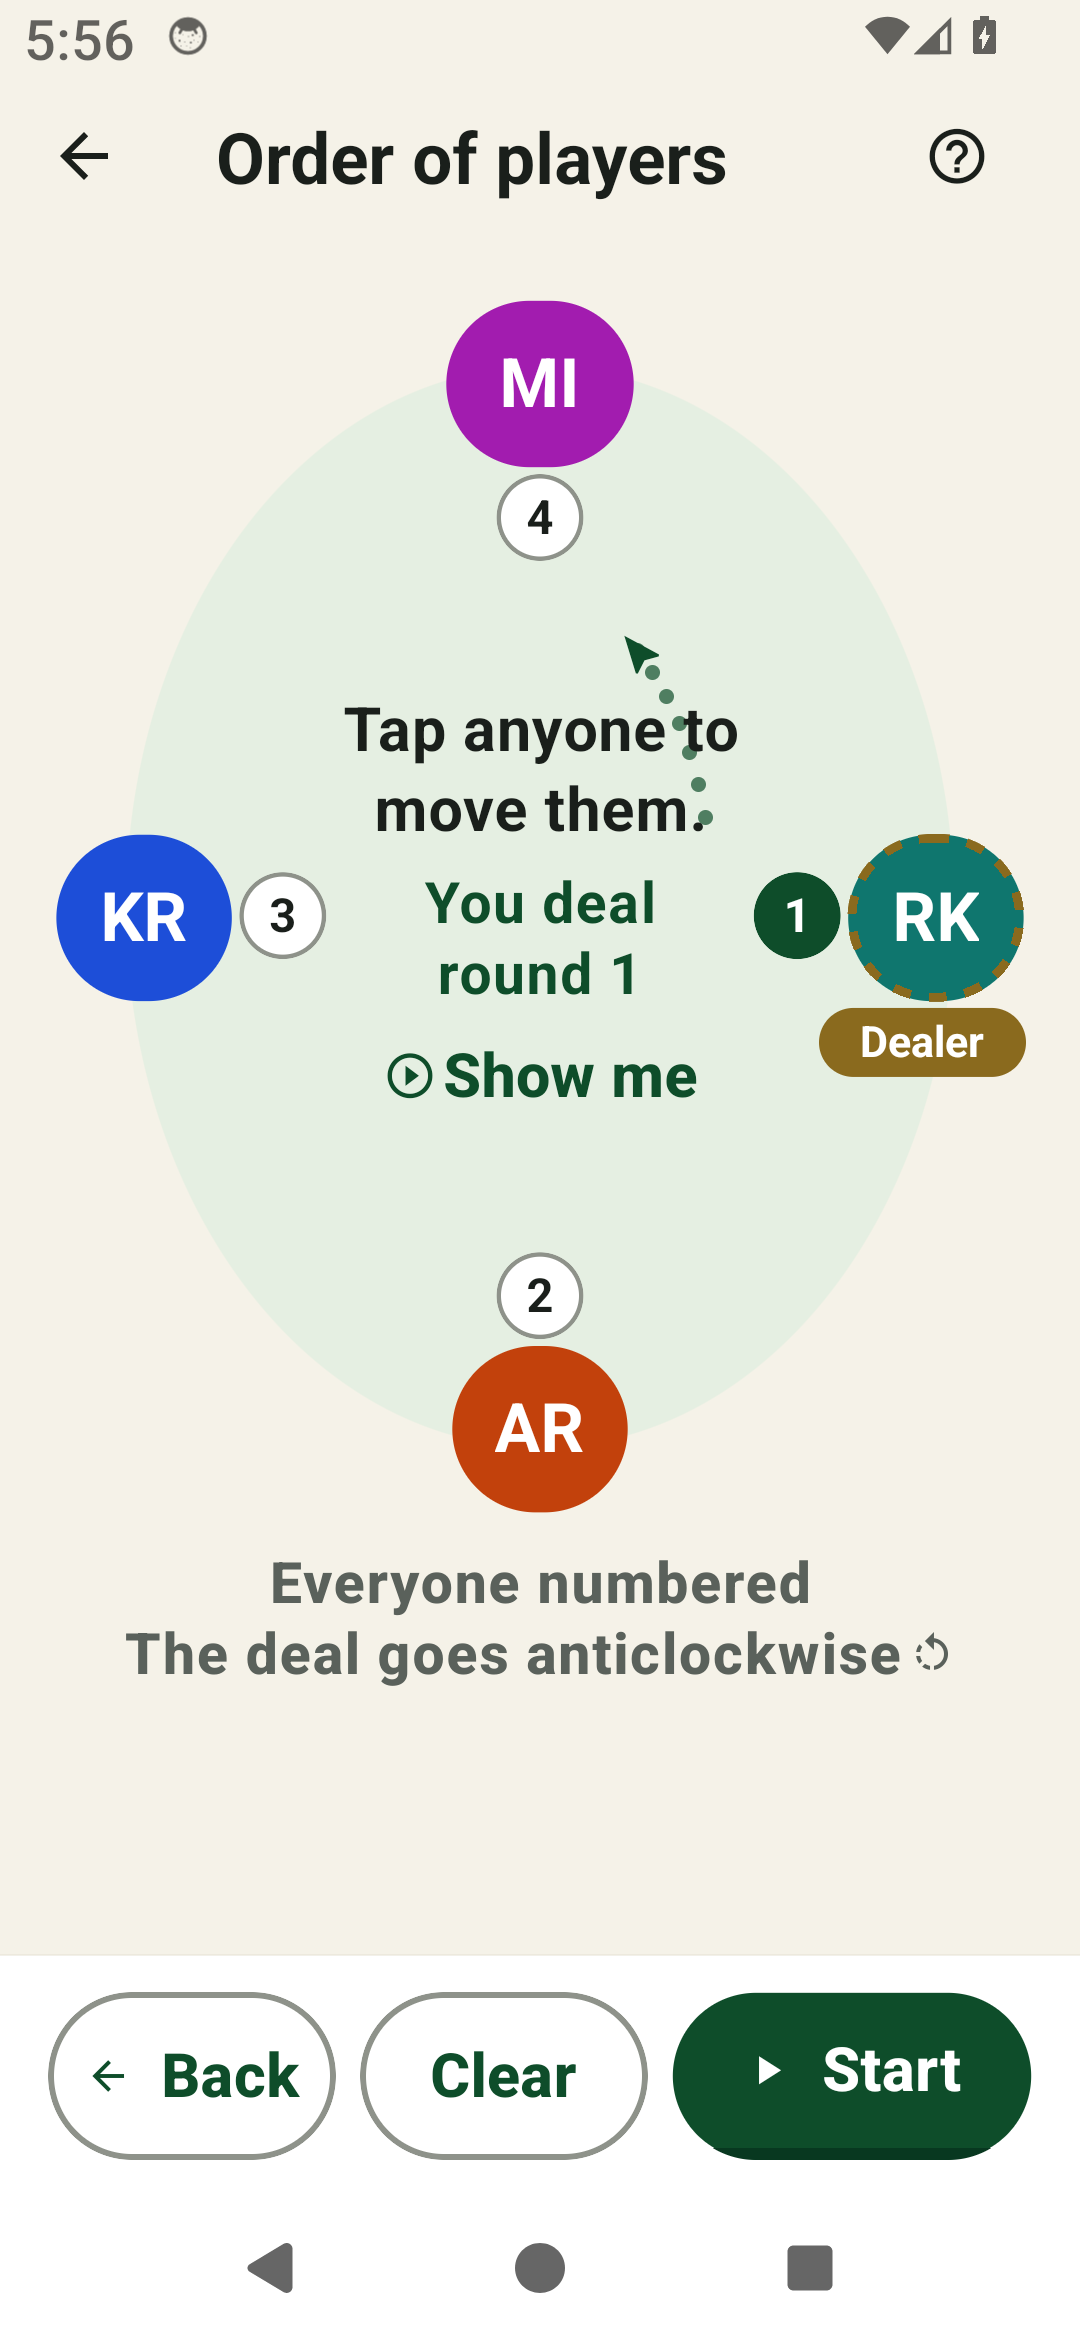 5:56
Order of players
MI
4
Tap anyone to
move them.
You deal
round 1
Show me
KR
3
1
RK
Dealer
2
AR
Everyone numbered
The deal goes anticlockwise
Back
Clear
Start